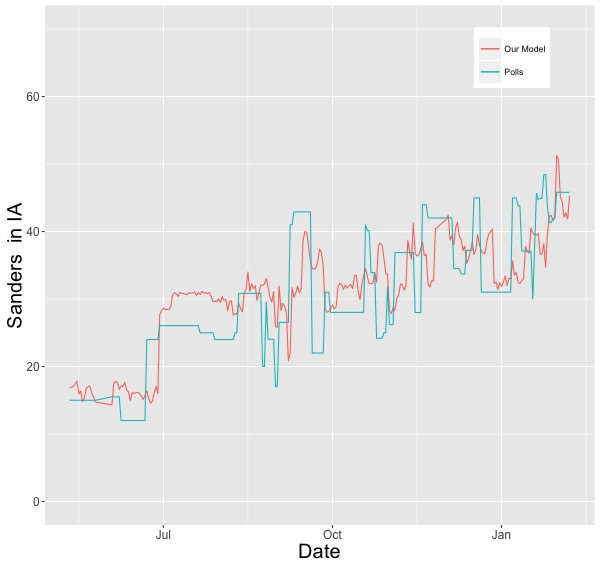 Our Model
Polls
60
40
20
0
Sanders in IA
Jul
Oct
Jan
Date